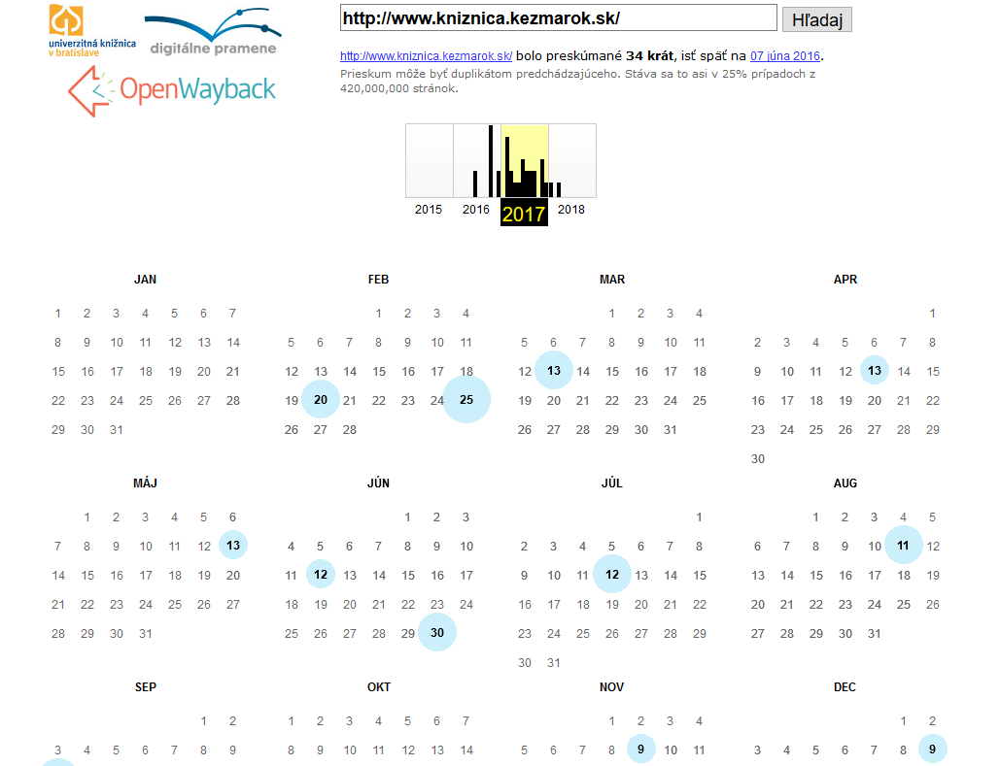 univerzitná knižnica
v bratislave
digitálne pramene
OpenWayback
http://www.kniznica.kezmarok.sk/
Hľadaj
http://www.kniznica.kezmarok.sk/ bolo preskúmané 34 krát, isť späť na 07 júna 2016.
Prieskum môže byť duplikátom predchádzajúceho. Stáva sa to asi v 25% prípadoch z
420,000,000 stránok.
2015 2016 2017 2018
JAN FEB MAR APR
1 2 3 4 5 6 7 1 2 3 4 1 2 3 4 1
8 9 10 11 12 13 14 5 6 7 8 9 10 11 5 6 7 8 9 10 11 2 3 4 5 6 7 8
15 16 17 18 19 20 21 12 13 14 15 16 17 18 12 13 14 15 16 17 18 9 10 11 12 13 14 15
22 23 24 25 26 27 28 19 20 21 22 23 24 25 19 20 21 22 23 24 25 16 17 18 19 20 21 22
29 30 31 26 27 28 26 27 28 29 30 31 23 24 25 26 27 28 29
30
MÁJ JÚN JÚL AUG
1 2 3 4 5 6 1 2 3 1 1 2 3 4 5
7 8 9 10 11 12 13 4 5 6 7 8 9 10 2 3 4 5 6 7 8 6 7 8 9 10 11 12
14 15 16 17 18 19 20 11 12 13 14 15 16 17 9 10 11 12 13 14 15 13 14 15 16 17 18 19
21 22 23 24 25 26 27 18 19 20 21 22 23 24 16 17 18 19 20 21 22 20 21 22 23 24 25 26
28 29 30 31 25 26 27 28 29 30 23 24 25 26 27 28 29 27 28 29 30 31
30 31
SEP OKT NOV DEC
1 2 1 2 3 4 5 6 7 1 2 3 4 1 2
3 4 5 6 7 8 9 8 9 10 11 12 13 14 5 6 7 8 9 10 11 3 4 5 6 7 8 9